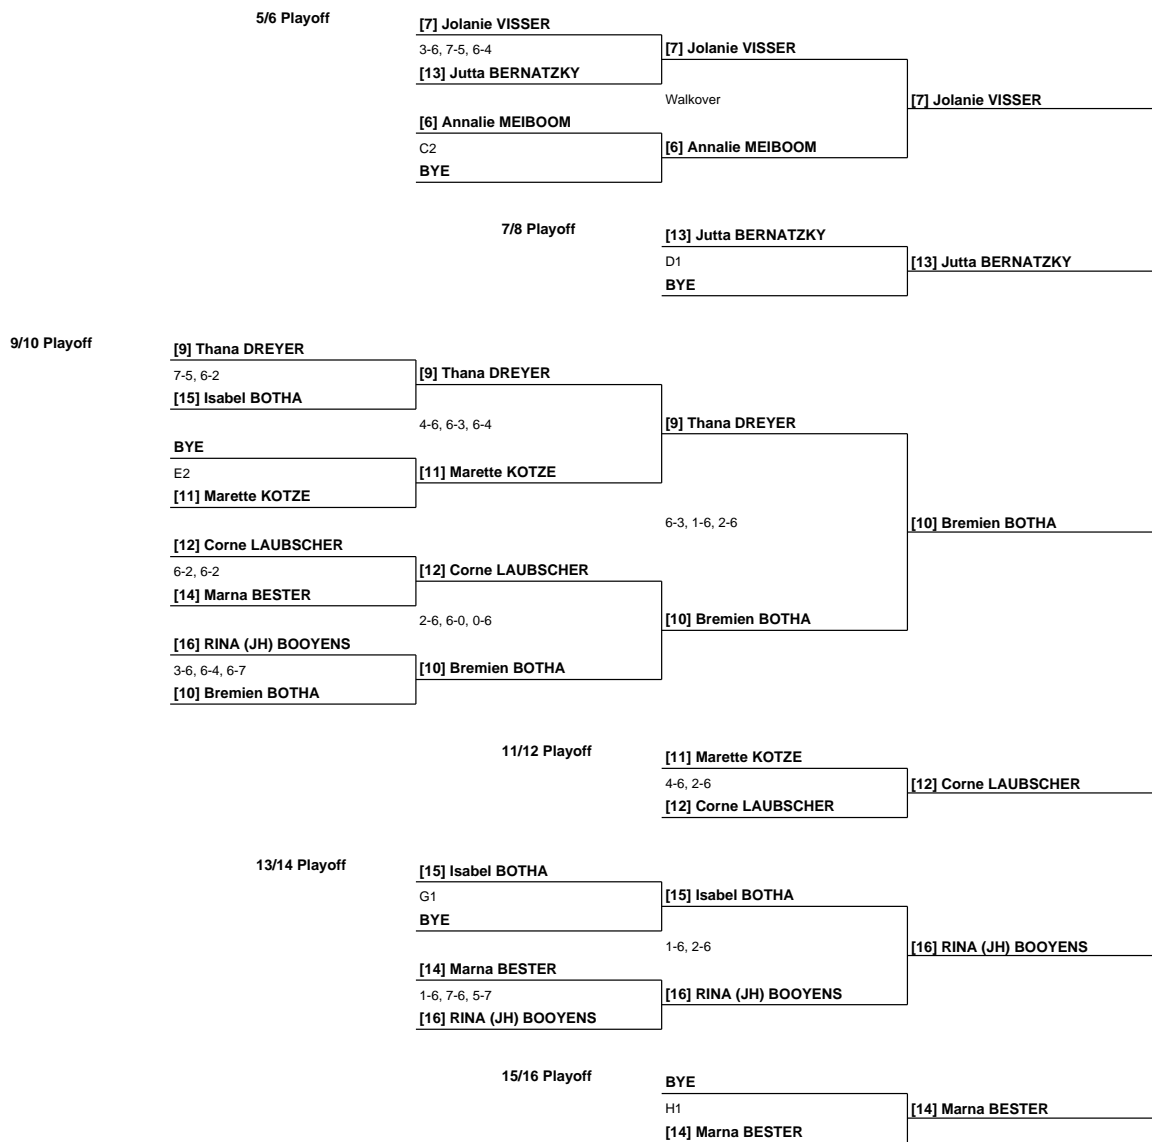 5/6 Playoff
[7] Jolanie VISSER
3-6, 7-5, 6-4
[7] Jolanie VISSER
[13] Jutta BERNATZKY
Walkover
[7] Jolanie VISSER
[6] Annalie MEIBOOM
C2
[6] Annalie MEIBOOM
BYE
7/8 Playoff
[13] Jutta BERNATZKY
D1
[13] Jutta BERNATZKY
BYE
9/10 Playoff
[9] Thana DREYER
7-5, 6-2
[9] Thana DREYER
[15] Isabel BOTHA
4-6, 6-3, 6-4
[9] Thana DREYER
BYE
E2
[11] Marette KOTZE
[11] Marette KOTZE
6-3, 1-6, 2-6
[10] Bremien BOTHA
[12] Corne LAUBSCHER
6-2, 6-2
[12] Corne LAUBSCHER
[14] Marna BESTER
2-6, 6-0, 0-6
[10] Bremien BOTHA
[16] RINA (JH) BOOYENS
3-6, 6-4, 6-7
[10] Bremien BOTHA
[10] Bremien BOTHA
11/12 Playoff
[11] Marette KOTZE
4-6, 2-6
[12] Corne LAUBSCHER
[12] Corne LAUBSCHER
13/14 Playoff
[15] Isabel BOTHA
G1
[15] Isabel BOTHA
BYE
1-6, 2-6
[16] RINA (JH) BOOYENS
[14] Marna BESTER
1-6, 7-6, 5-7
[16] RINA (JH) BOOYENS
[16] RINA (JH) BOOYENS
15/16 Playoff
BYE
H1
[14] Marna BESTER
[14] Marna BESTER